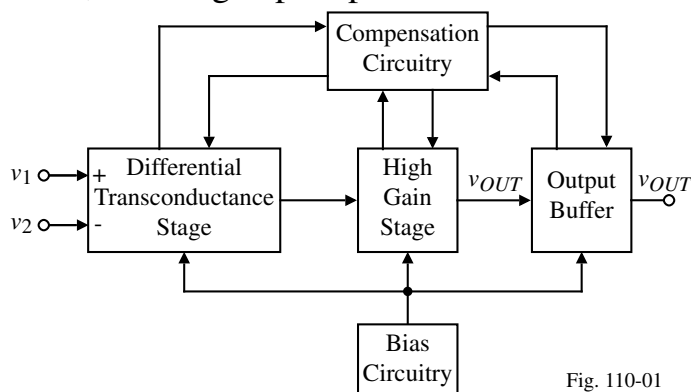 Compensation
Circuitry
v1
+
v2
-
Differential
Transconductance
Stage
High
Gain
Stage
vOUT
Output
Buffer
vOUT
Bias
Circuitry
Fig. 110-01